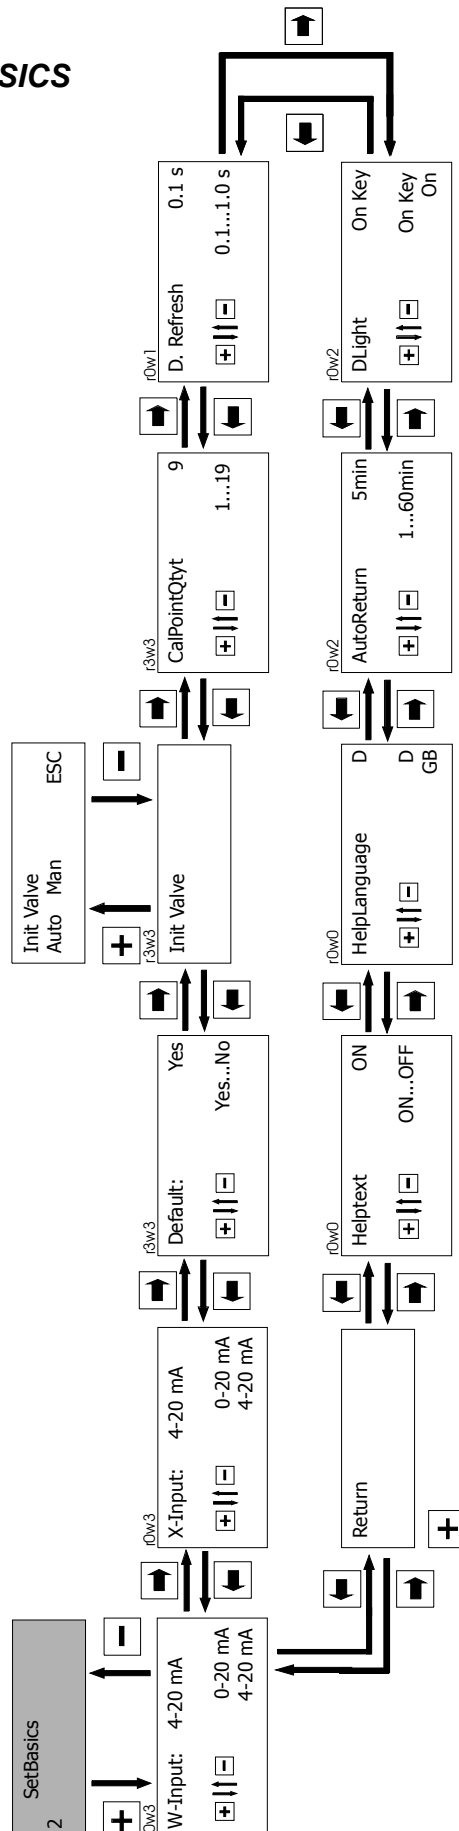 SICS
SetBasics
2
W-Input: 4-20 mA
0-20 mA
4-20 mA
r0w3
X-Input: 4-20 mA
0-20 mA
4-20 mA
r3w3
Default: Yes
Yes...No
Init Valve
Auto Man ESC
r3w3
Init Valve
r3w3
CalPointQtyt 9
1...19
r0w1
D. Refresh 0.1 s
0.1...1.0 s
Return
r0w0
Helptext ON
ON...OFF
r0w0
HelpLanguage D
D
GB
r0w2
AutoReturn 5min
1...60min
r0w2
DLight On Key
On Key
On